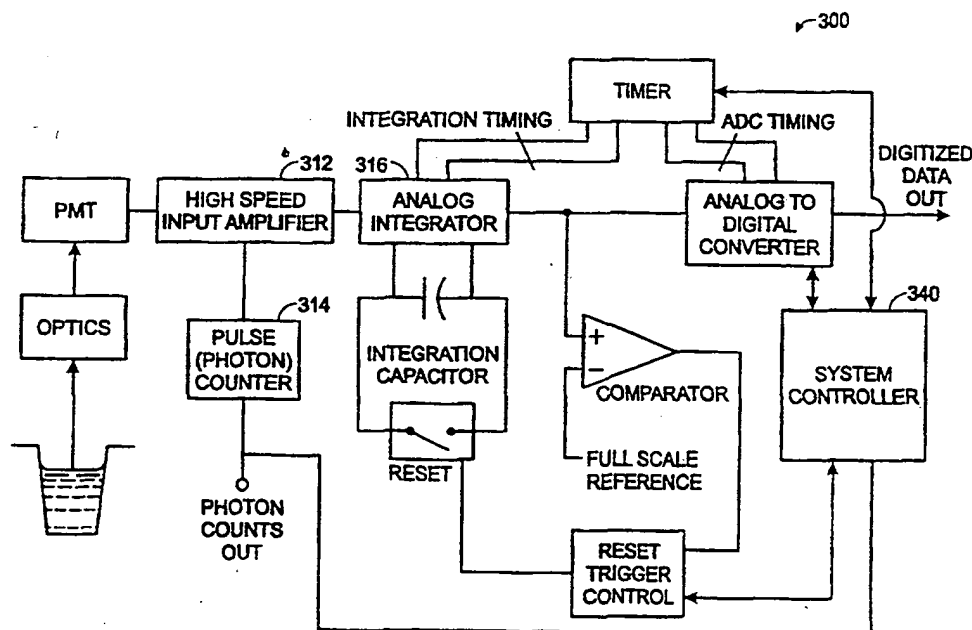 300
TIMER
INTEGRATION TIMING
ADC TIMING
DIGITIZED
DATA
OUT
312
316
PMT
HIGH SPEED
INPUT AMPLIFIER
ANALOG
INTEGRATOR
ANALOG TO
DIGITAL
CONVERTER
314
340
OPTICS
PULSE
(PHOTON)
COUNTER
INTEGRATION
CAPACITOR
+
−
COMPARATOR
SYSTEM
CONTROLLER
RESET
FULL SCALE
REFERENCE
PHOTON
COUNTS
OUT
RESET
TRIGGER
CONTROL